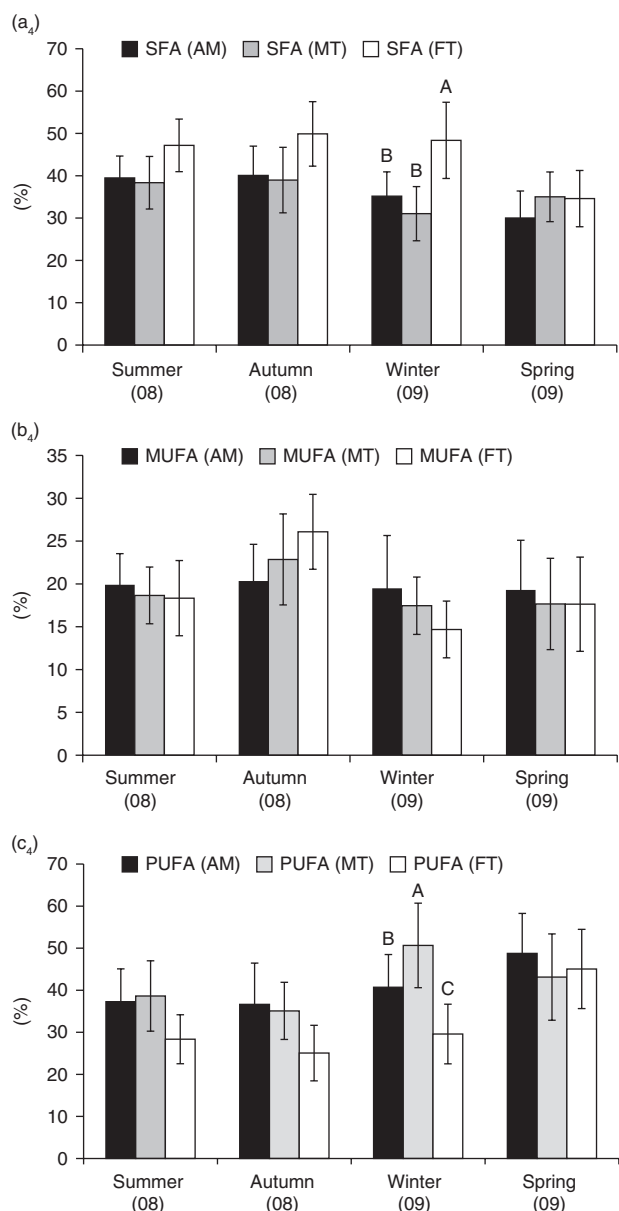 (a4)
SFA (AM) SFA (MT) SFA (FT)
70
60
50
40
30
20
10
0
(%)
B B A
Summer Autumn Winter Spring
(08) (08) (09) (09)
(b4)
MUFA (AM) MUFA (MT) MUFA (FT)
35
30
25
20
15
10
5
0
(%)
Summer Autumn Winter Spring
(08) (08) (09) (09)
(c4)
PUFA (AM) PUFA (MT) PUFA (FT)
70
60
50
40
30
20
10
0
(%)
B A C
Summer Autumn Winter Spring
(08) (08) (09) (09)